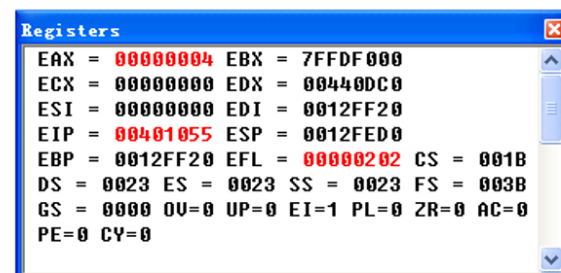 Registers
EAX = 00000004 EBX = 7FFDF000
ECX = 00000000 EDX = 00440DC0
ESI = 00000000 EDI = 0012FF20
EIP = 00401055 ESP = 0012FED0
EBP = 0012FF20 EFL = 00000202 CS = 001B
DS = 0023 ES = 0023 SS = 0023 FS = 003B
GS = 0000 OV=0 UP=0 EI=1 PL=0 ZR=0 AC=0
PE=0 CY=0